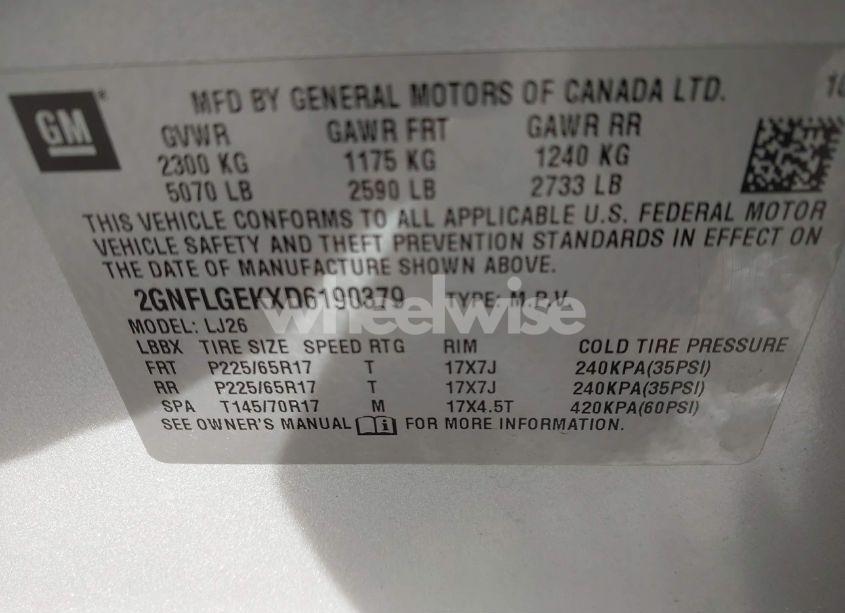 GM
MFD BY GENERAL MOTORS OF CANADA LTD. 10
GVWR GAWR FRT GAWR RR
2300 KG 1175 KG 1240 KG
5070 LB 2590 LB 2733 LB
THIS VEHICLE CONFORMS TO ALL APPLICABLE U.S. FEDERAL MOTOR
VEHICLE SAFETY AND THEFT PREVENTION STANDARDS IN EFFECT ON
THE DATE OF MANUFACTURE SHOWN ABOVE.
2GNFLGEKXD6190379 TYPE: M.P.V.
wheelwise
MODEL: LJ26
LBBX TIRE SIZE SPEED RTG RIM COLD TIRE PRESSURE
FRT P225/65R17 T 17X7J 240KPA(35PSI)
RR P225/65R17 T 17X7J 240KPA(35PSI)
SPA T145/70R17 M 17X4.5T 420KPA(60PSI)
SEE OWNER'S MANUAL FOR MORE INFORMATION.